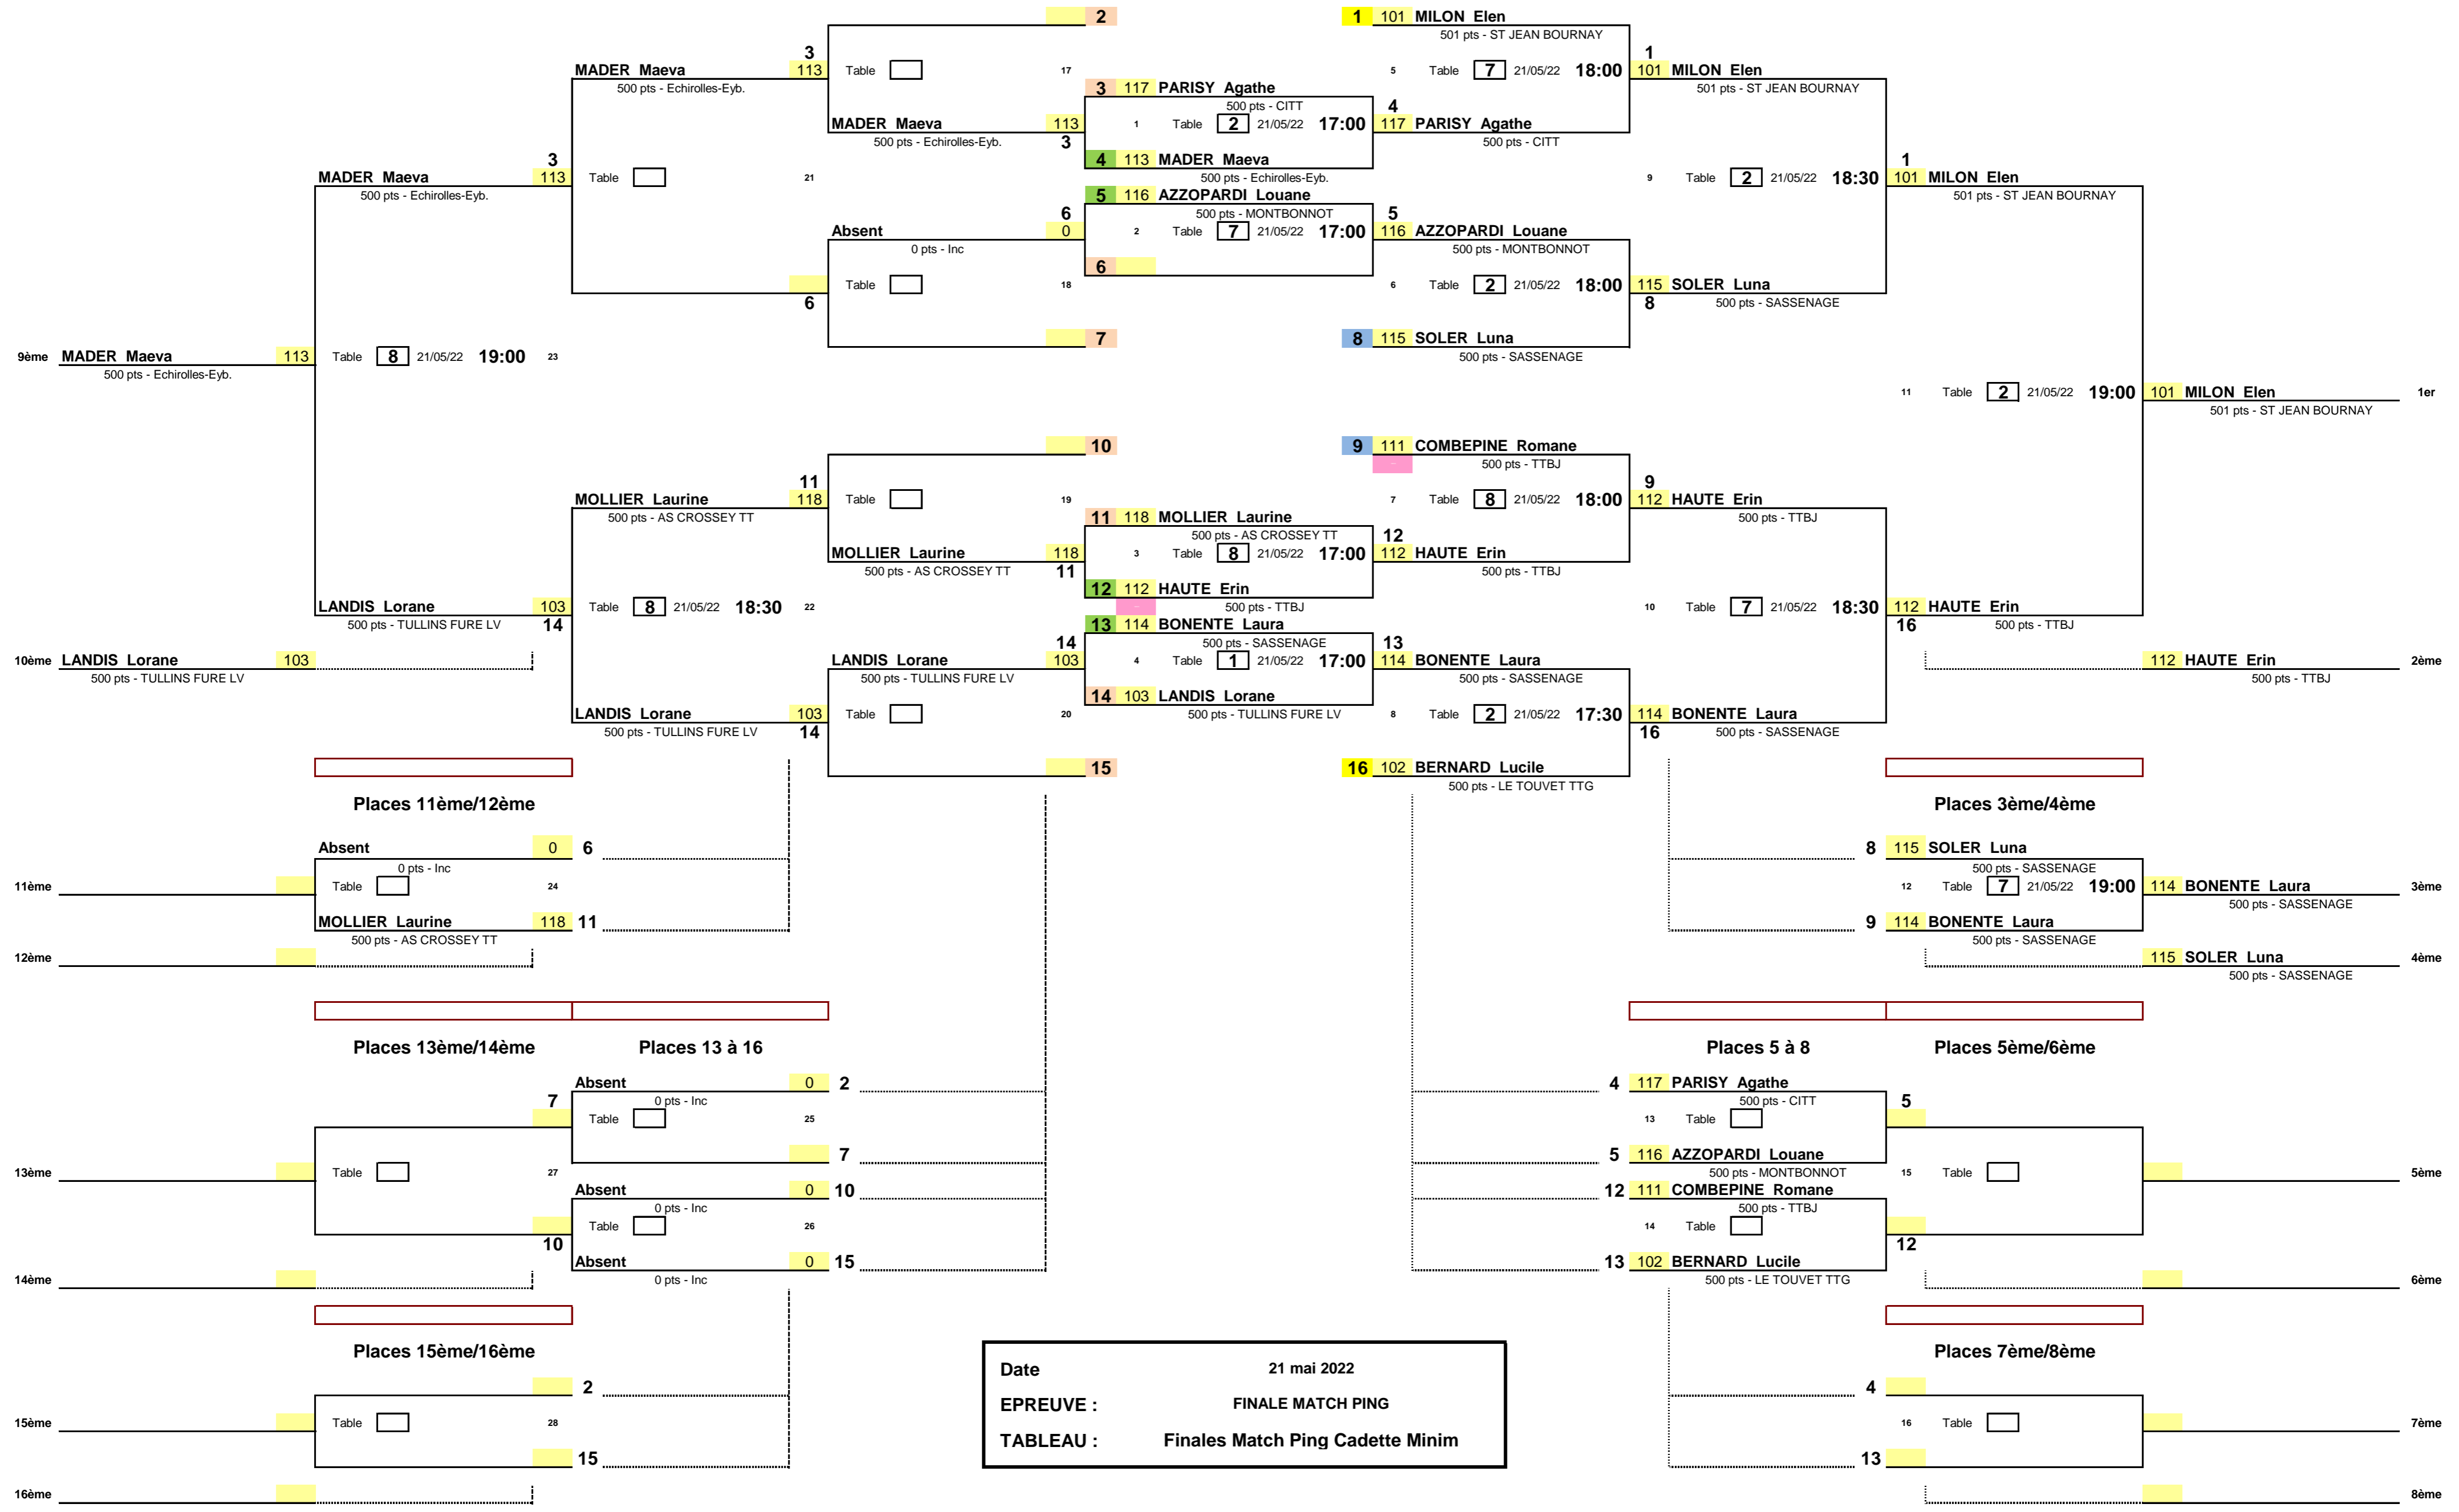 2 1 101 MILON Elen
501 pts - ST JEAN BOURNAY
3 1
MADER Maeva 113 Table 17 5 Table 7 21/05/22 18:00 101 MILON Elen
500 pts - Echirolles-Eyb. 3 117 PARISY Agathe 501 pts - ST JEAN BOURNAY
500 pts - CITT 4
MADER Maeva 113 1 Table 2 21/05/22 17:00 117 PARISY Agathe
500 pts - Echirolles-Eyb. 3 500 pts - CITT
3 4 113 MADER Maeva 1
MADER Maeva 113 Table 21 500 pts - Echirolles-Eyb. 9 Table 2 21/05/22 18:30 101 MILON Elen
500 pts - Echirolles-Eyb. 5 116 AZZOPARDI Louane 501 pts - ST JEAN BOURNAY
6 500 pts - MONTBONNOT 5
Absent 0 2 Table 7 21/05/22 17:00 116 AZZOPARDI Louane
0 pts - Inc 500 pts - MONTBONNOT
6
Table 18 6 Table 2 21/05/22 18:00 115 SOLER Luna
6 8 500 pts - SASSENAGE
7 8 115 SOLER Luna
9ème MADER Maeva 113 Table 8 21/05/22 19:00 23 500 pts - SASSENAGE
500 pts - Echirolles-Eyb.
11 Table 2 21/05/22 19:00 101 MILON Elen 1er
501 pts - ST JEAN BOURNAY
10 9 111 COMBEPINE Romane
500 pts - TTBJ
11 9
MOLLIER Laurine 118 Table 19 7 Table 8 21/05/22 18:00 112 HAUTE Erin
500 pts - AS CROSSEY TT 11 118 MOLLIER Laurine 500 pts - TTBJ
500 pts - AS CROSSEY TT 12
MOLLIER Laurine 118 3 Table 8 21/05/22 17:00 112 HAUTE Erin
500 pts - AS CROSSEY TT 11 500 pts - TTBJ
12 112 HAUTE Erin
LANDIS Lorane 103 Table 8 21/05/22 18:30 22 500 pts - TTBJ 10 Table 7 21/05/22 18:30 112 HAUTE Erin
500 pts - TULLINS FURE LV 14 13 114 BONENTE Laura 16 500 pts - TTBJ
14 500 pts - SASSENAGE 13
10ème LANDIS Lorane 103 LANDIS Lorane 103 4 Table 1 21/05/22 17:00 114 BONENTE Laura 112 HAUTE Erin 2ème
500 pts - TULLINS FURE LV 500 pts - TULLINS FURE LV 500 pts - SASSENAGE 500 pts - TTBJ
14 103 LANDIS Lorane
LANDIS Lorane 103 Table 20 500 pts - TULLINS FURE LV 8 Table 2 21/05/22 17:30 114 BONENTE Laura
500 pts - TULLINS FURE LV 14 16 500 pts - SASSENAGE
15 16 102 BERNARD Lucile
500 pts - LE TOUVET TTG
Places 11ème/12ème Places 3ème/4ème
Absent 0 6 8 115 SOLER Luna
0 pts - Inc 500 pts - SASSENAGE
11ème Table 24 12 Table 7 21/05/22 19:00 114 BONENTE Laura 3ème
500 pts - SASSENAGE
MOLLIER Laurine 118 11 9 114 BONENTE Laura
500 pts - AS CROSSEY TT 500 pts - SASSENAGE
12ème 115 SOLER Luna 4ème
500 pts - SASSENAGE
Places 13ème/14ème Places 13 à 16 Places 5 à 8 Places 5ème/6ème
Absent 0 2 4 117 PARISY Agathe
7 0 pts - Inc 500 pts - CITT 5
Table 25 13 Table
7 5 116 AZZOPARDI Louane
13ème Table 27 500 pts - MONTBONNOT 15 Table 5ème
Absent 0 10 12 111 COMBEPINE Romane
0 pts - Inc 500 pts - TTBJ
Table 26 14 Table
10 12
Absent 0 15 13 102 BERNARD Lucile
14ème 0 pts - Inc 500 pts - LE TOUVET TTG 6ème
Places 15ème/16ème Places 7ème/8ème
Date 21 mai 2022
2 4
EPREUVE : FINALE MATCH PING
15ème Table 28 16 Table 7ème
TABLEAU : Finales Match Ping Cadette Minim
15 13
16ème 8ème